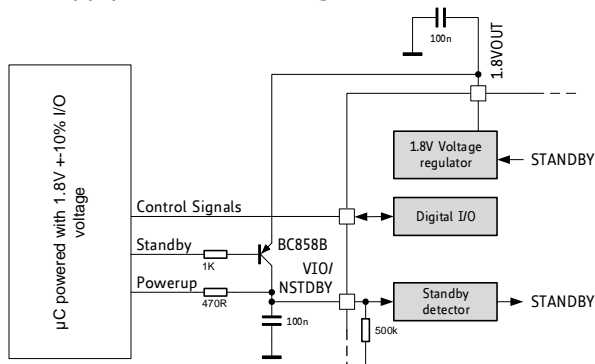 100n
1.8VOUT
µC powered with 1.8V +-10% I/O
voltage
1.8V Voltage
regulator
STANDBY
Control Signals
Digital I/O
Standby
1K
BC858B
VIO/
NSTDBY
Powerup
470R
Standby
detector
STANDBY
100n
500k